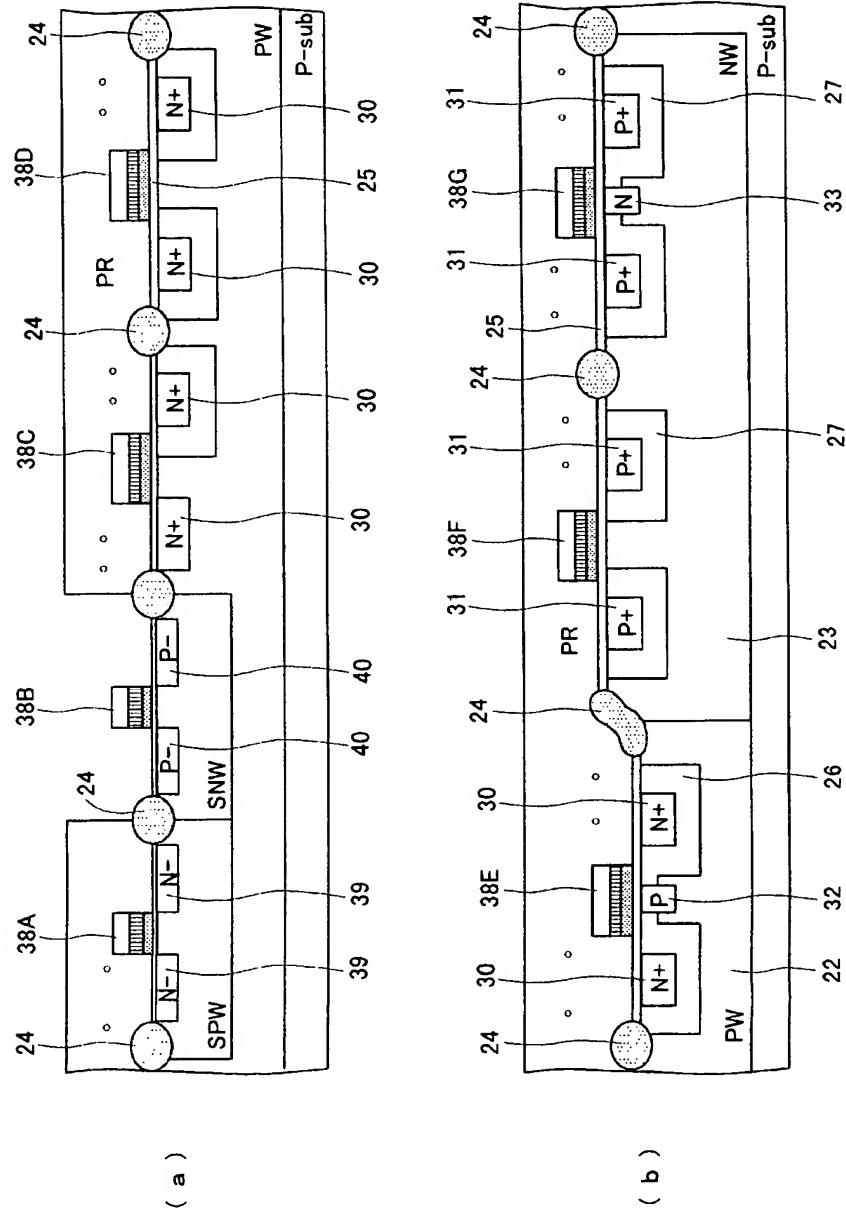 24 38A 24 38B 38C 24 38D 24
PR
N- N- P- P- N+ N+ N+ N+
SPW SNW PW
P-sub
39 39 40 40 30 30 30 25 30
( a )
24 30 38E 30 24 31 38F 31 24 25 31 38G 31 24
PR
N+ P N+ P+ P+ P+ N P+
PW NW
P-sub
22 32 26 23 27 33 27
( b )